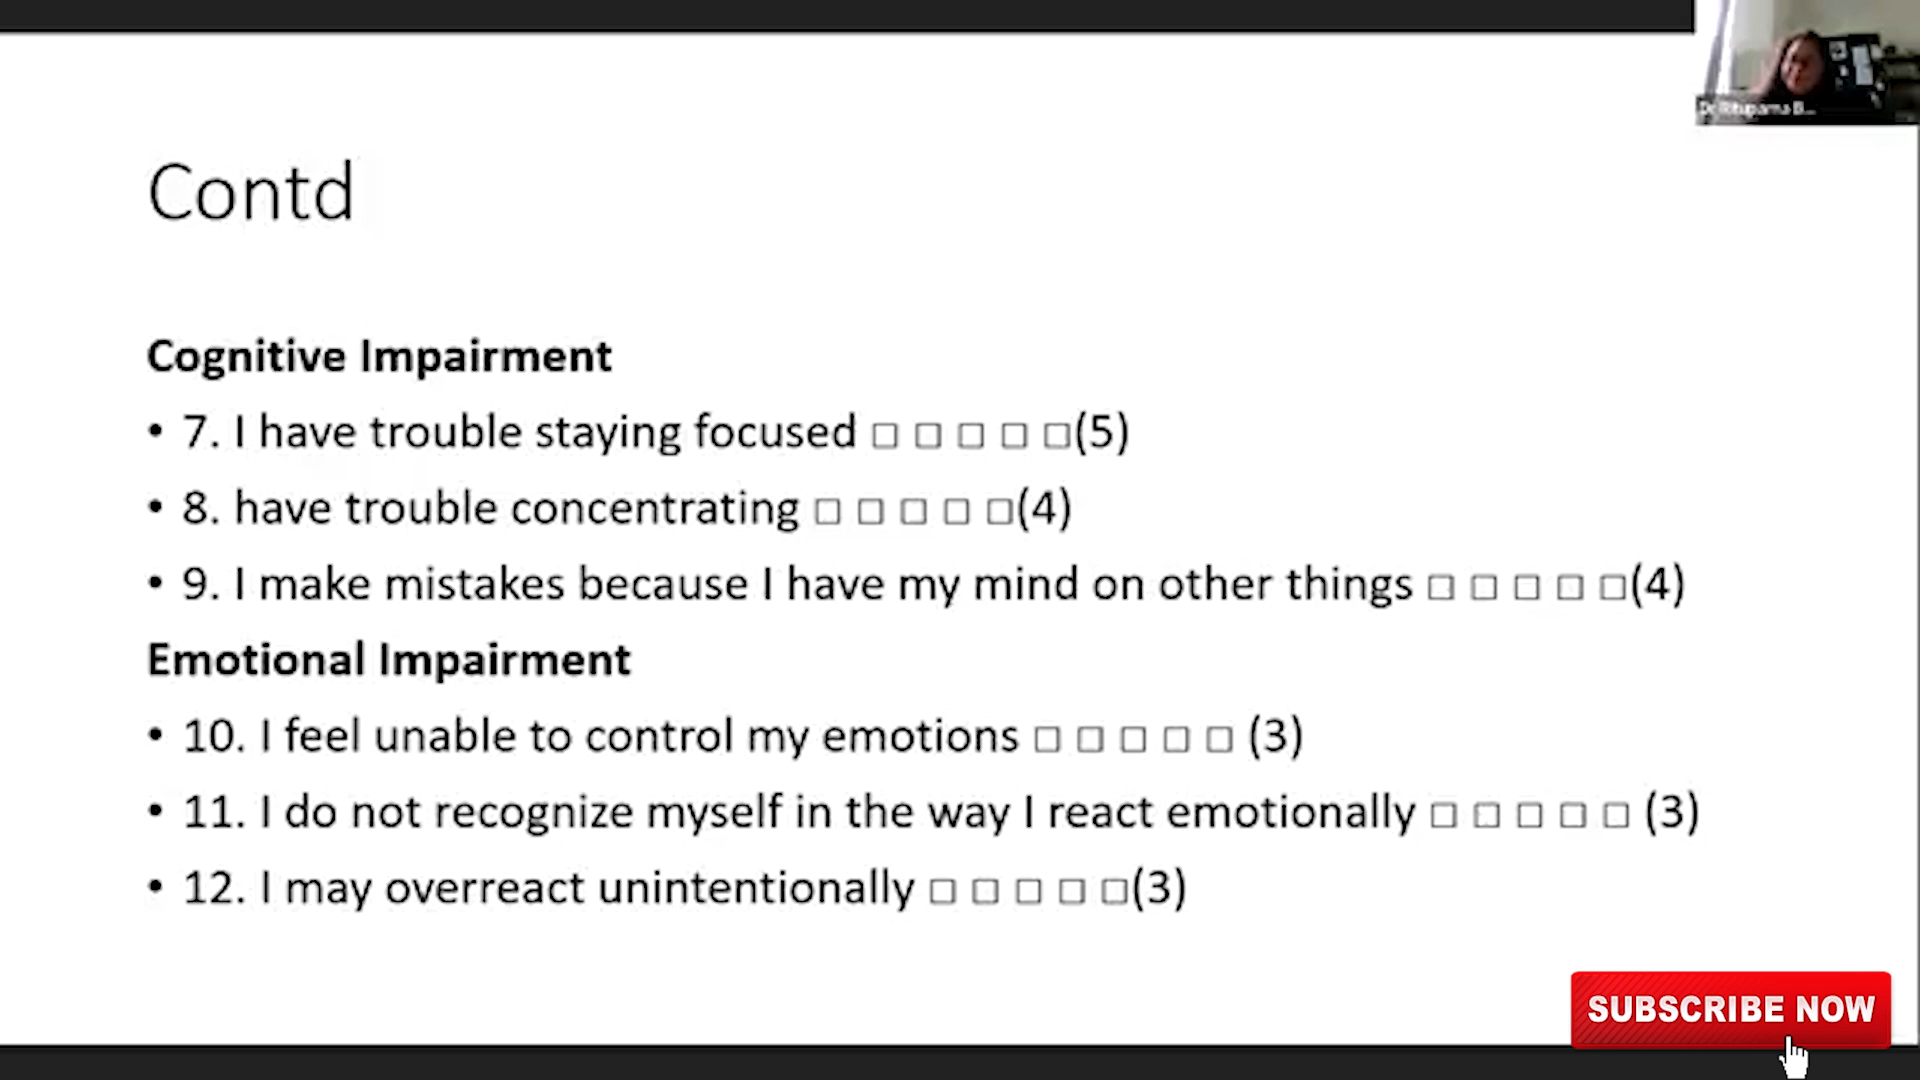 Contd
Cognitive Impairment
• 7. I have trouble staying focused □ □ □ □ □(5)
• 8. have trouble concentrating □ □ □ □ □(4)
• 9. I make mistakes because I have my mind on other things □ □ □ □ □(4)
Emotional Impairment
• 10. I feel unable to control my emotions □ □ □ □ □ (3)
• 11. I do not recognize myself in the way I react emotionally □ □ □ □ □ (3)
• 12. I may overreact unintentionally □ □ □ □ □(3)
SUBSCRIBE NOW